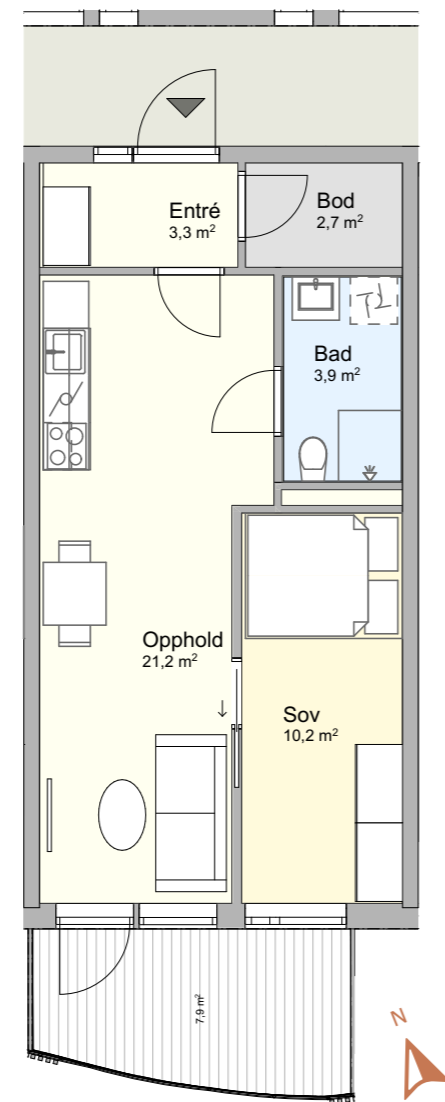 Entré
3,3 m²
Bod
2,7 m²
Bad
3,9 m²
Opphold
21,2 m²
Sov
10,2 m²
7,9 m²
N